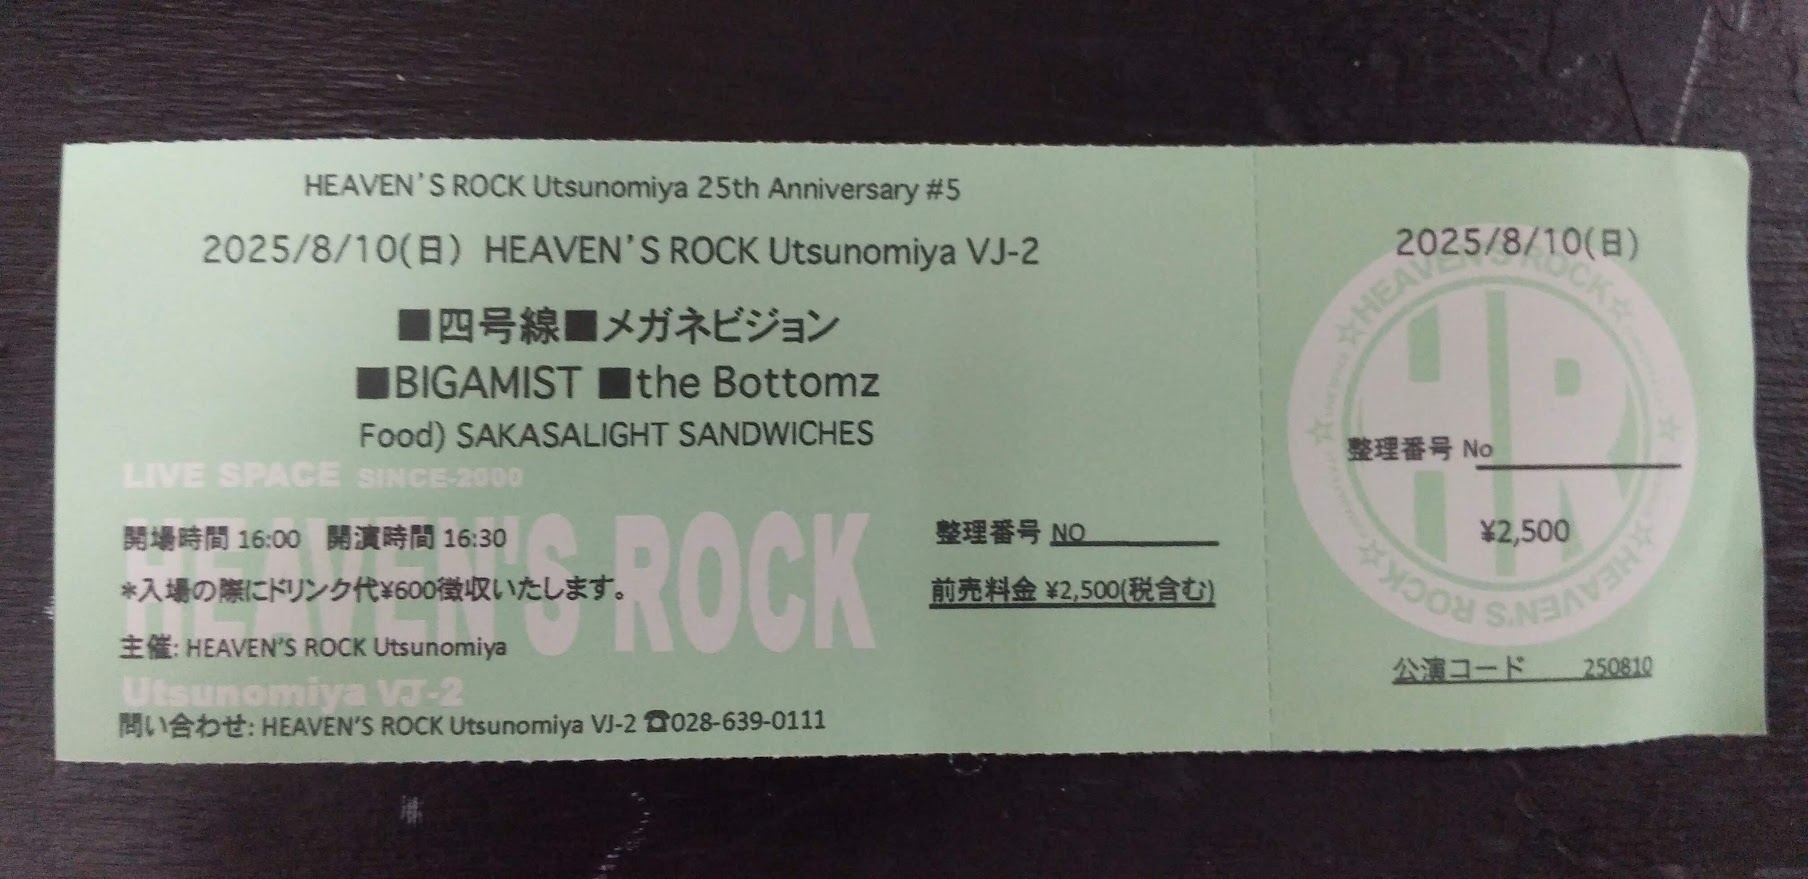 HEAVEN'S ROCK Utsunomiya 25th Anniversary #5
2025/8/10(日) HEAVEN'S ROCK Utsunomiya VJ-2
■四号線■メガネビジョン
■BIGAMIST ■the Bottomz
Food) SAKASALIGHT SANDWICHES
LIVE SPACE SINCE-2000
HEAVEN'S ROCK
開場時間 16:00 開演時間 16:30
*入場の際にドリンク代¥600徴収いたします。
主催: HEAVEN'S ROCK Utsunomiya
Utsunomiya VJ-2
問い合わせ: HEAVEN'S ROCK Utsunomiya VJ-2 ☎028-639-0111
整理番号 NO
前売料金 ¥2,500(税含む)
2025/8/10(日)
☆HEAVEN'S ROCK☆
HR
整理番号 No
¥2,500
☆HEAVEN'S ROCK☆
公演コード 250810